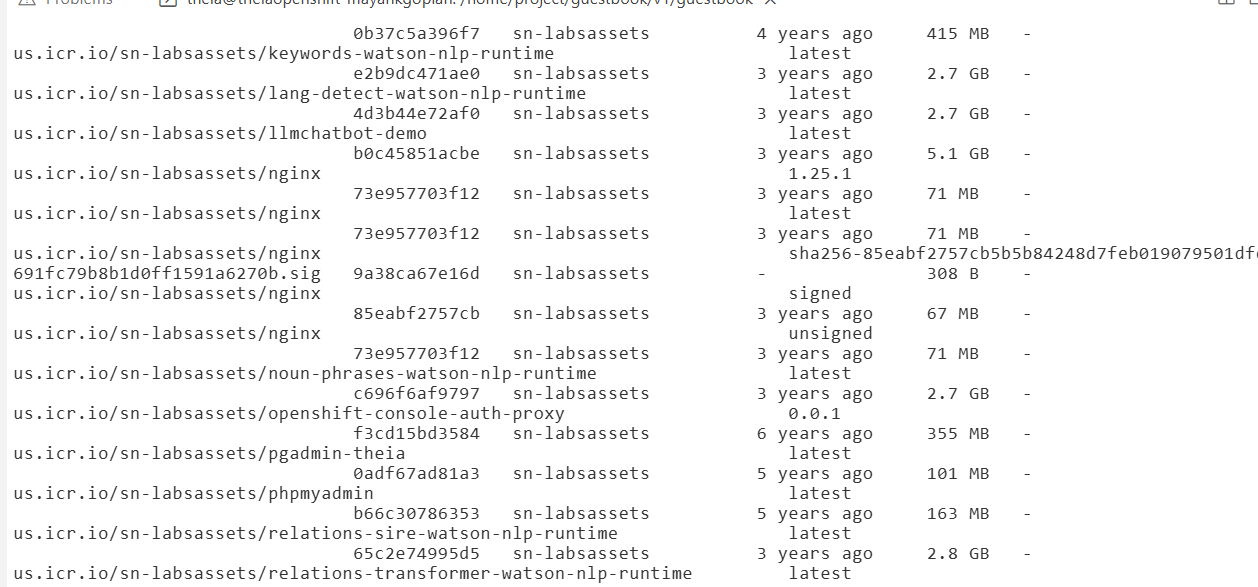 Problems theia@theiaopenshift-mayankgoplan: /home/project/guestbook/v1/guestbook
0b37c5a396f7 sn-labsassets 4 years ago 415 MB -
us.icr.io/sn-labsassets/keywords-watson-nlp-runtime latest
e2b9dc471ae0 sn-labsassets 3 years ago 2.7 GB -
us.icr.io/sn-labsassets/lang-detect-watson-nlp-runtime latest
4d3b44e72af0 sn-labsassets 3 years ago 2.7 GB -
us.icr.io/sn-labsassets/llmchatbot-demo latest
b0c45851acbe sn-labsassets 3 years ago 5.1 GB -
us.icr.io/sn-labsassets/nginx 1.25.1
73e957703f12 sn-labsassets 3 years ago 71 MB -
us.icr.io/sn-labsassets/nginx latest
73e957703f12 sn-labsassets 3 years ago 71 MB -
us.icr.io/sn-labsassets/nginx sha256-85eabf2757cb5b5b84248d7feb019079501df
691fc79b8b1d0ff1591a6270b.sig 9a38ca67e16d sn-labsassets - 308 B -
us.icr.io/sn-labsassets/nginx signed
85eabf2757cb sn-labsassets 3 years ago 67 MB -
us.icr.io/sn-labsassets/nginx unsigned
73e957703f12 sn-labsassets 3 years ago 71 MB -
us.icr.io/sn-labsassets/noun-phrases-watson-nlp-runtime latest
c696f6af9797 sn-labsassets 3 years ago 2.7 GB -
us.icr.io/sn-labsassets/openshift-console-auth-proxy 0.0.1
f3cd15bd3584 sn-labsassets 6 years ago 355 MB -
us.icr.io/sn-labsassets/pgadmin-theia latest
0adf67ad81a3 sn-labsassets 5 years ago 101 MB -
us.icr.io/sn-labsassets/phpmyadmin latest
b66c30786353 sn-labsassets 5 years ago 163 MB -
us.icr.io/sn-labsassets/relations-sire-watson-nlp-runtime latest
65c2e74995d5 sn-labsassets 3 years ago 2.8 GB -
us.icr.io/sn-labsassets/relations-transformer-watson-nlp-runtime latest